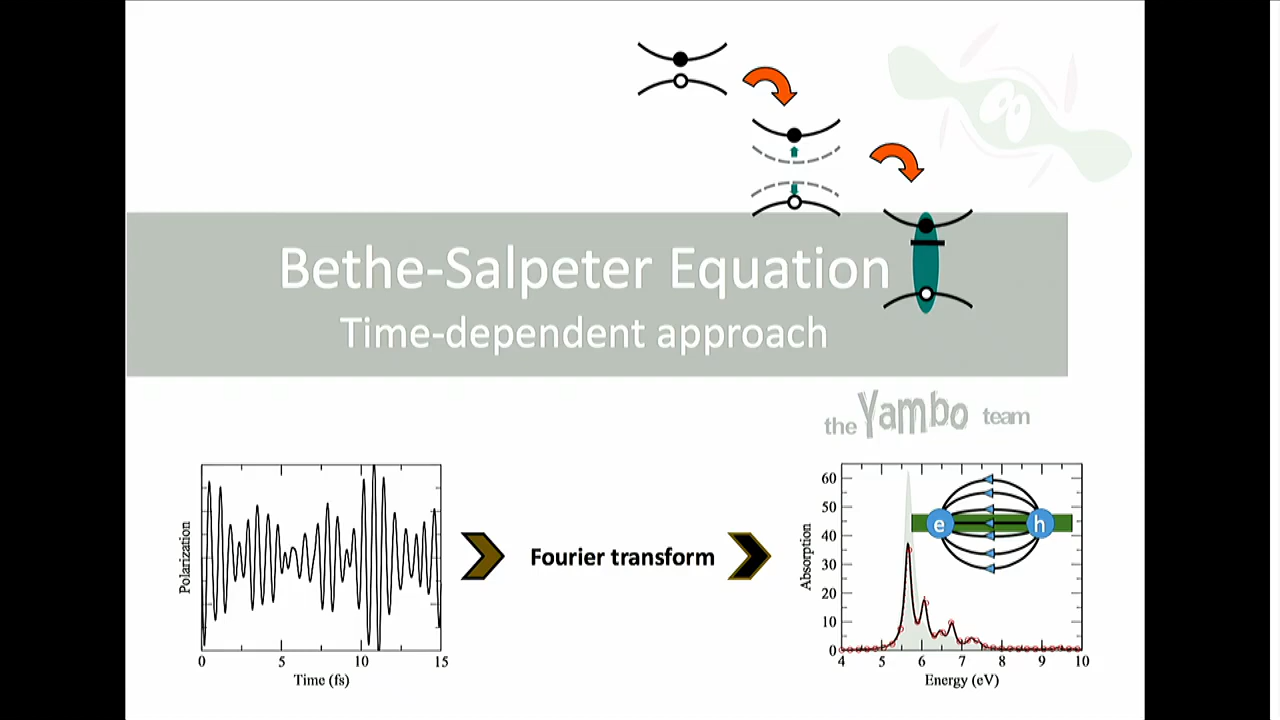 Bethe-Salpeter Equation
Time-dependent approach
the Yambo team
Polarization
0 5 10 15
Time (fs)
Fourier transform
Absorption
60
50
40
30
20
10
0
e h
4 5 6 7 8 9 10
Energy (eV)